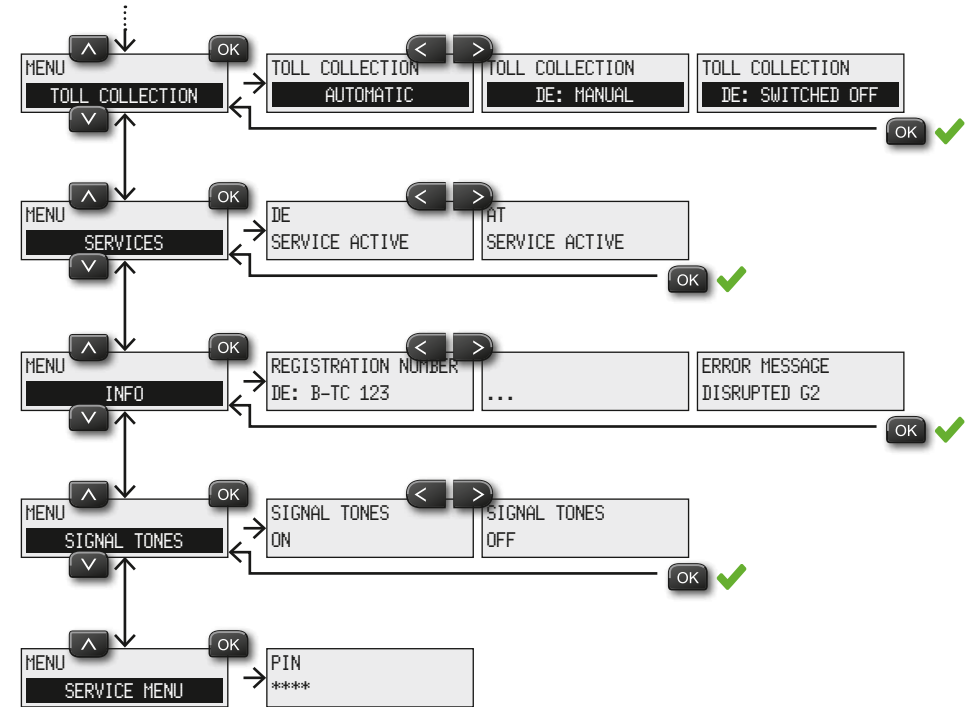 OK
MENU
TOLL COLLECTION
TOLL COLLECTION
AUTOMATIC
TOLL COLLECTION
DE: MANUAL
TOLL COLLECTION
DE: SWITCHED OFF
OK
OK
MENU
SERVICES
DE
SERVICE ACTIVE
AT
SERVICE ACTIVE
OK
OK
MENU
INFO
REGISTRATION NUMBER
DE: B-TC 123
...
ERROR MESSAGE
DISRUPTED G2
OK
OK
MENU
SIGNAL TONES
SIGNAL TONES
ON
SIGNAL TONES
OFF
OK
OK
MENU
SERVICE MENU
PIN
****